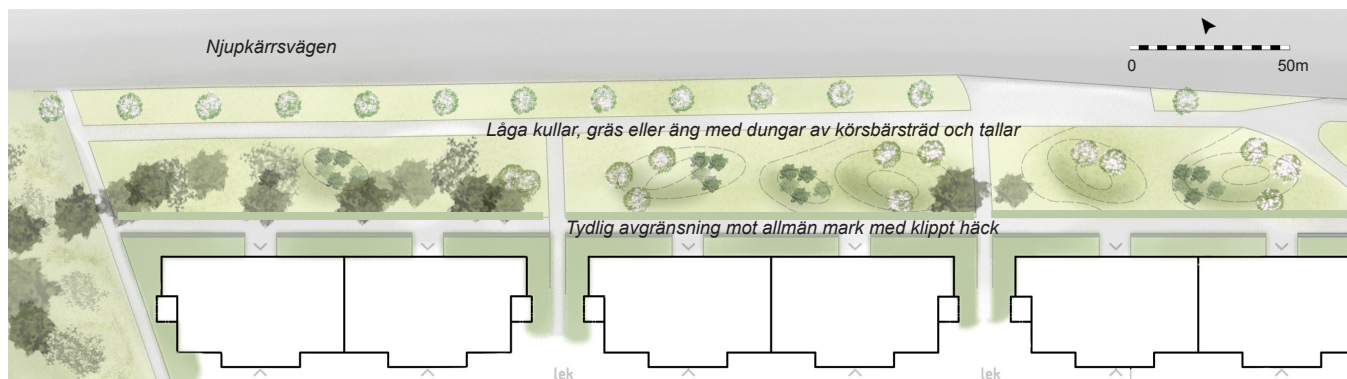 Njupkärrsvägen
0 50m
Låga kullar, gräs eller äng med dungar av körsbärsträd och tallar
Tydlig avgränsning mot allmän mark med klippt häck
lek lek